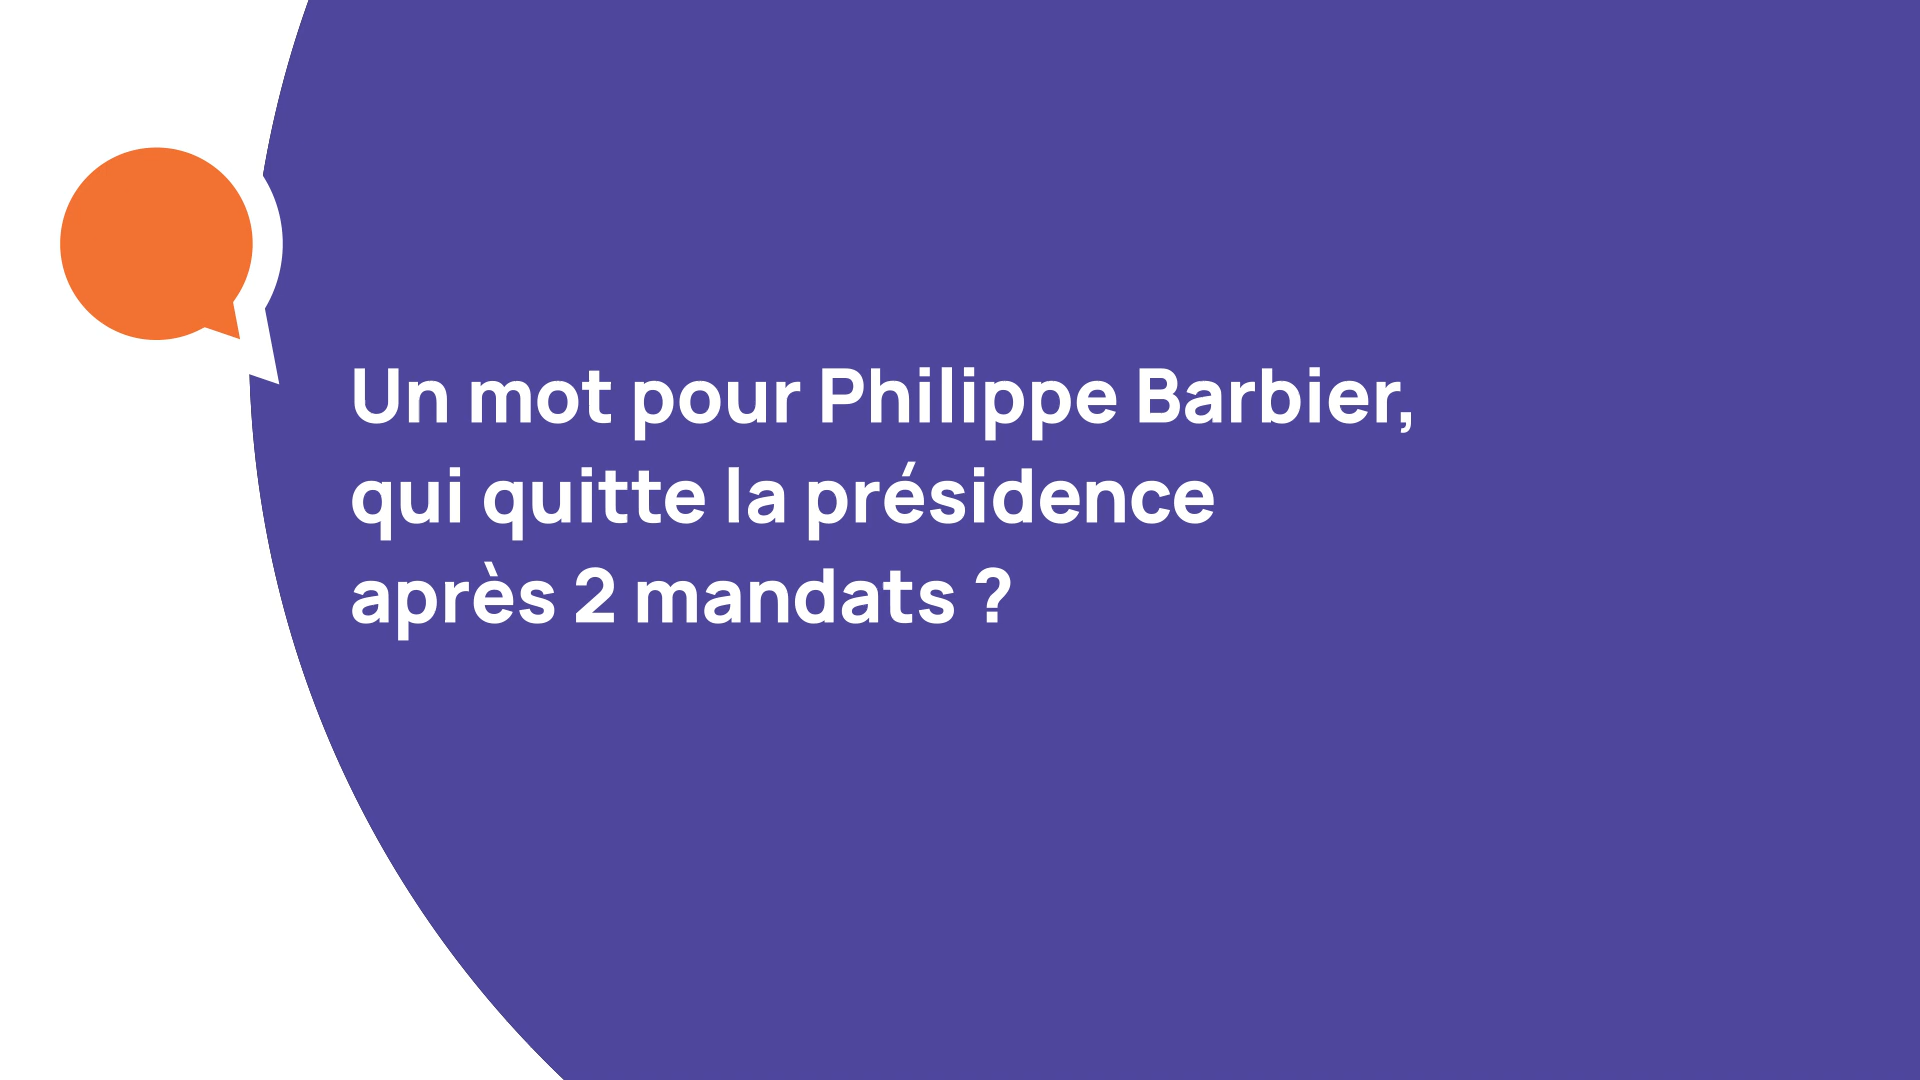 Un mot pour Philippe Barbier,
qui quitte la présidence
après 2 mandats ?